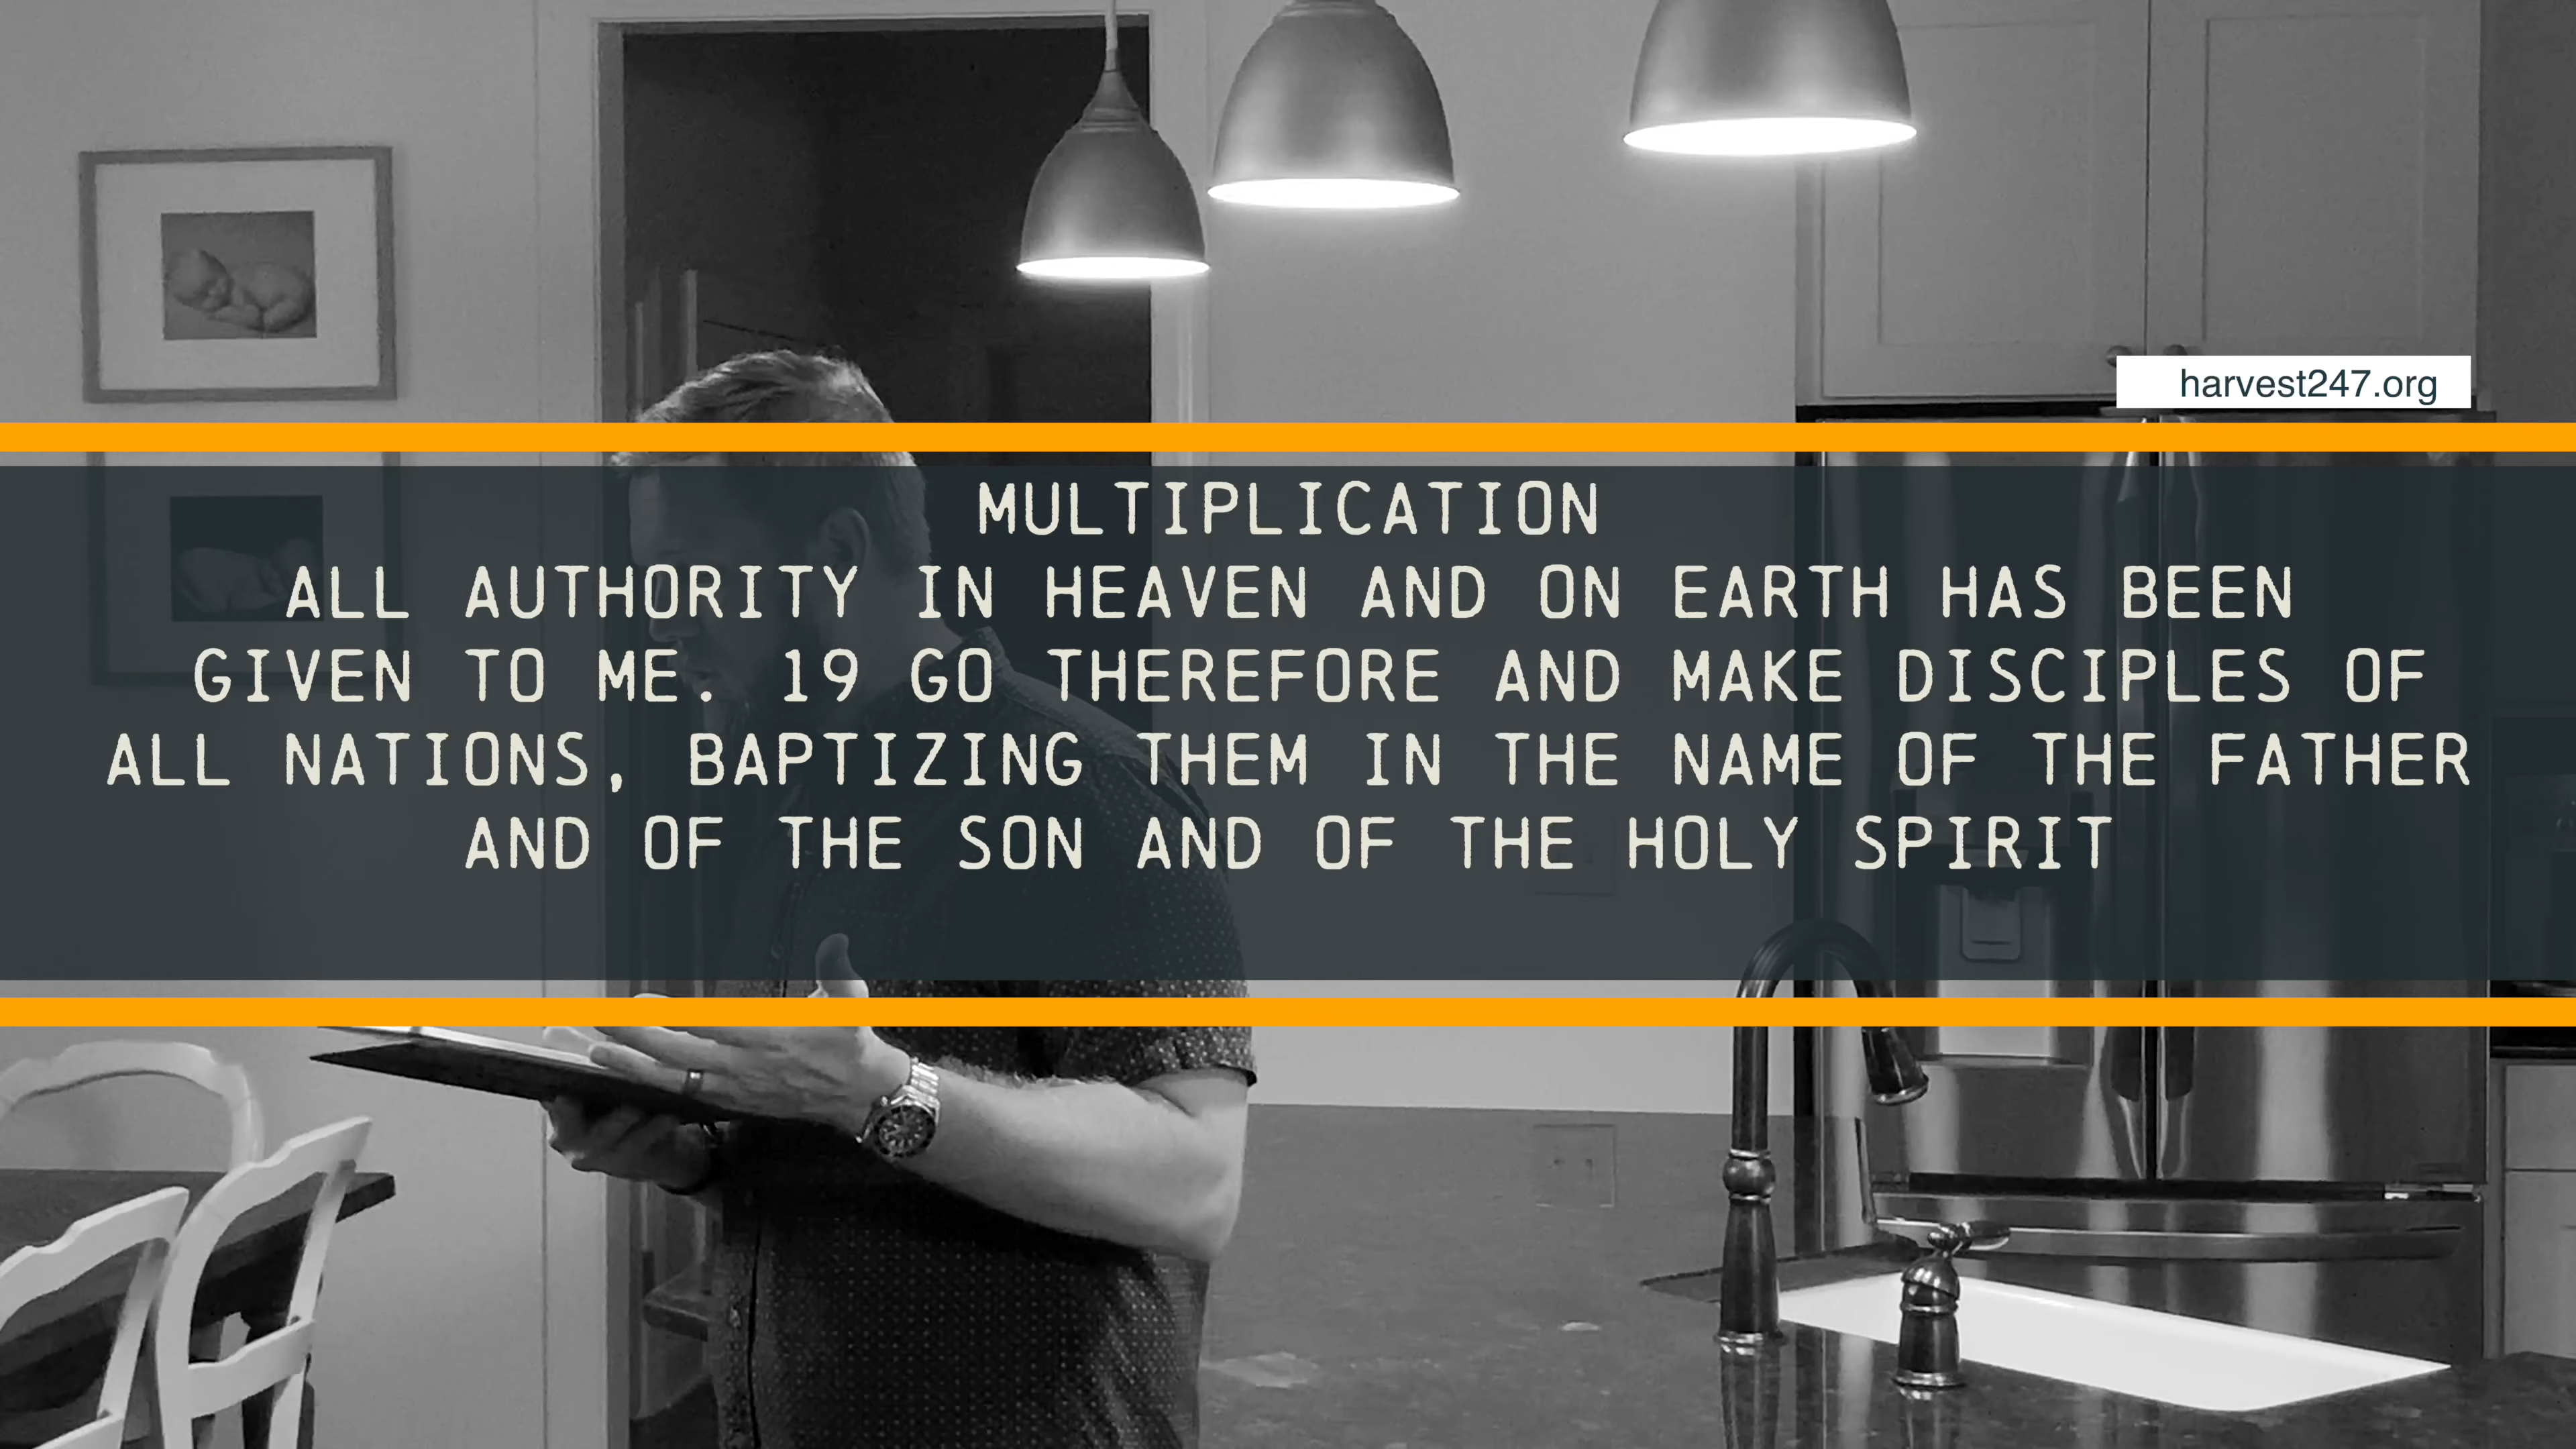 harvest247.org
MULTIPLICATION
ALL AUTHORITY IN HEAVEN AND ON EARTH HAS BEEN
GIVEN TO ME. 19 GO THEREFORE AND MAKE DISCIPLES OF
ALL NATIONS, BAPTIZING THEM IN THE NAME OF THE FATHER
AND OF THE SON AND OF THE HOLY SPIRIT